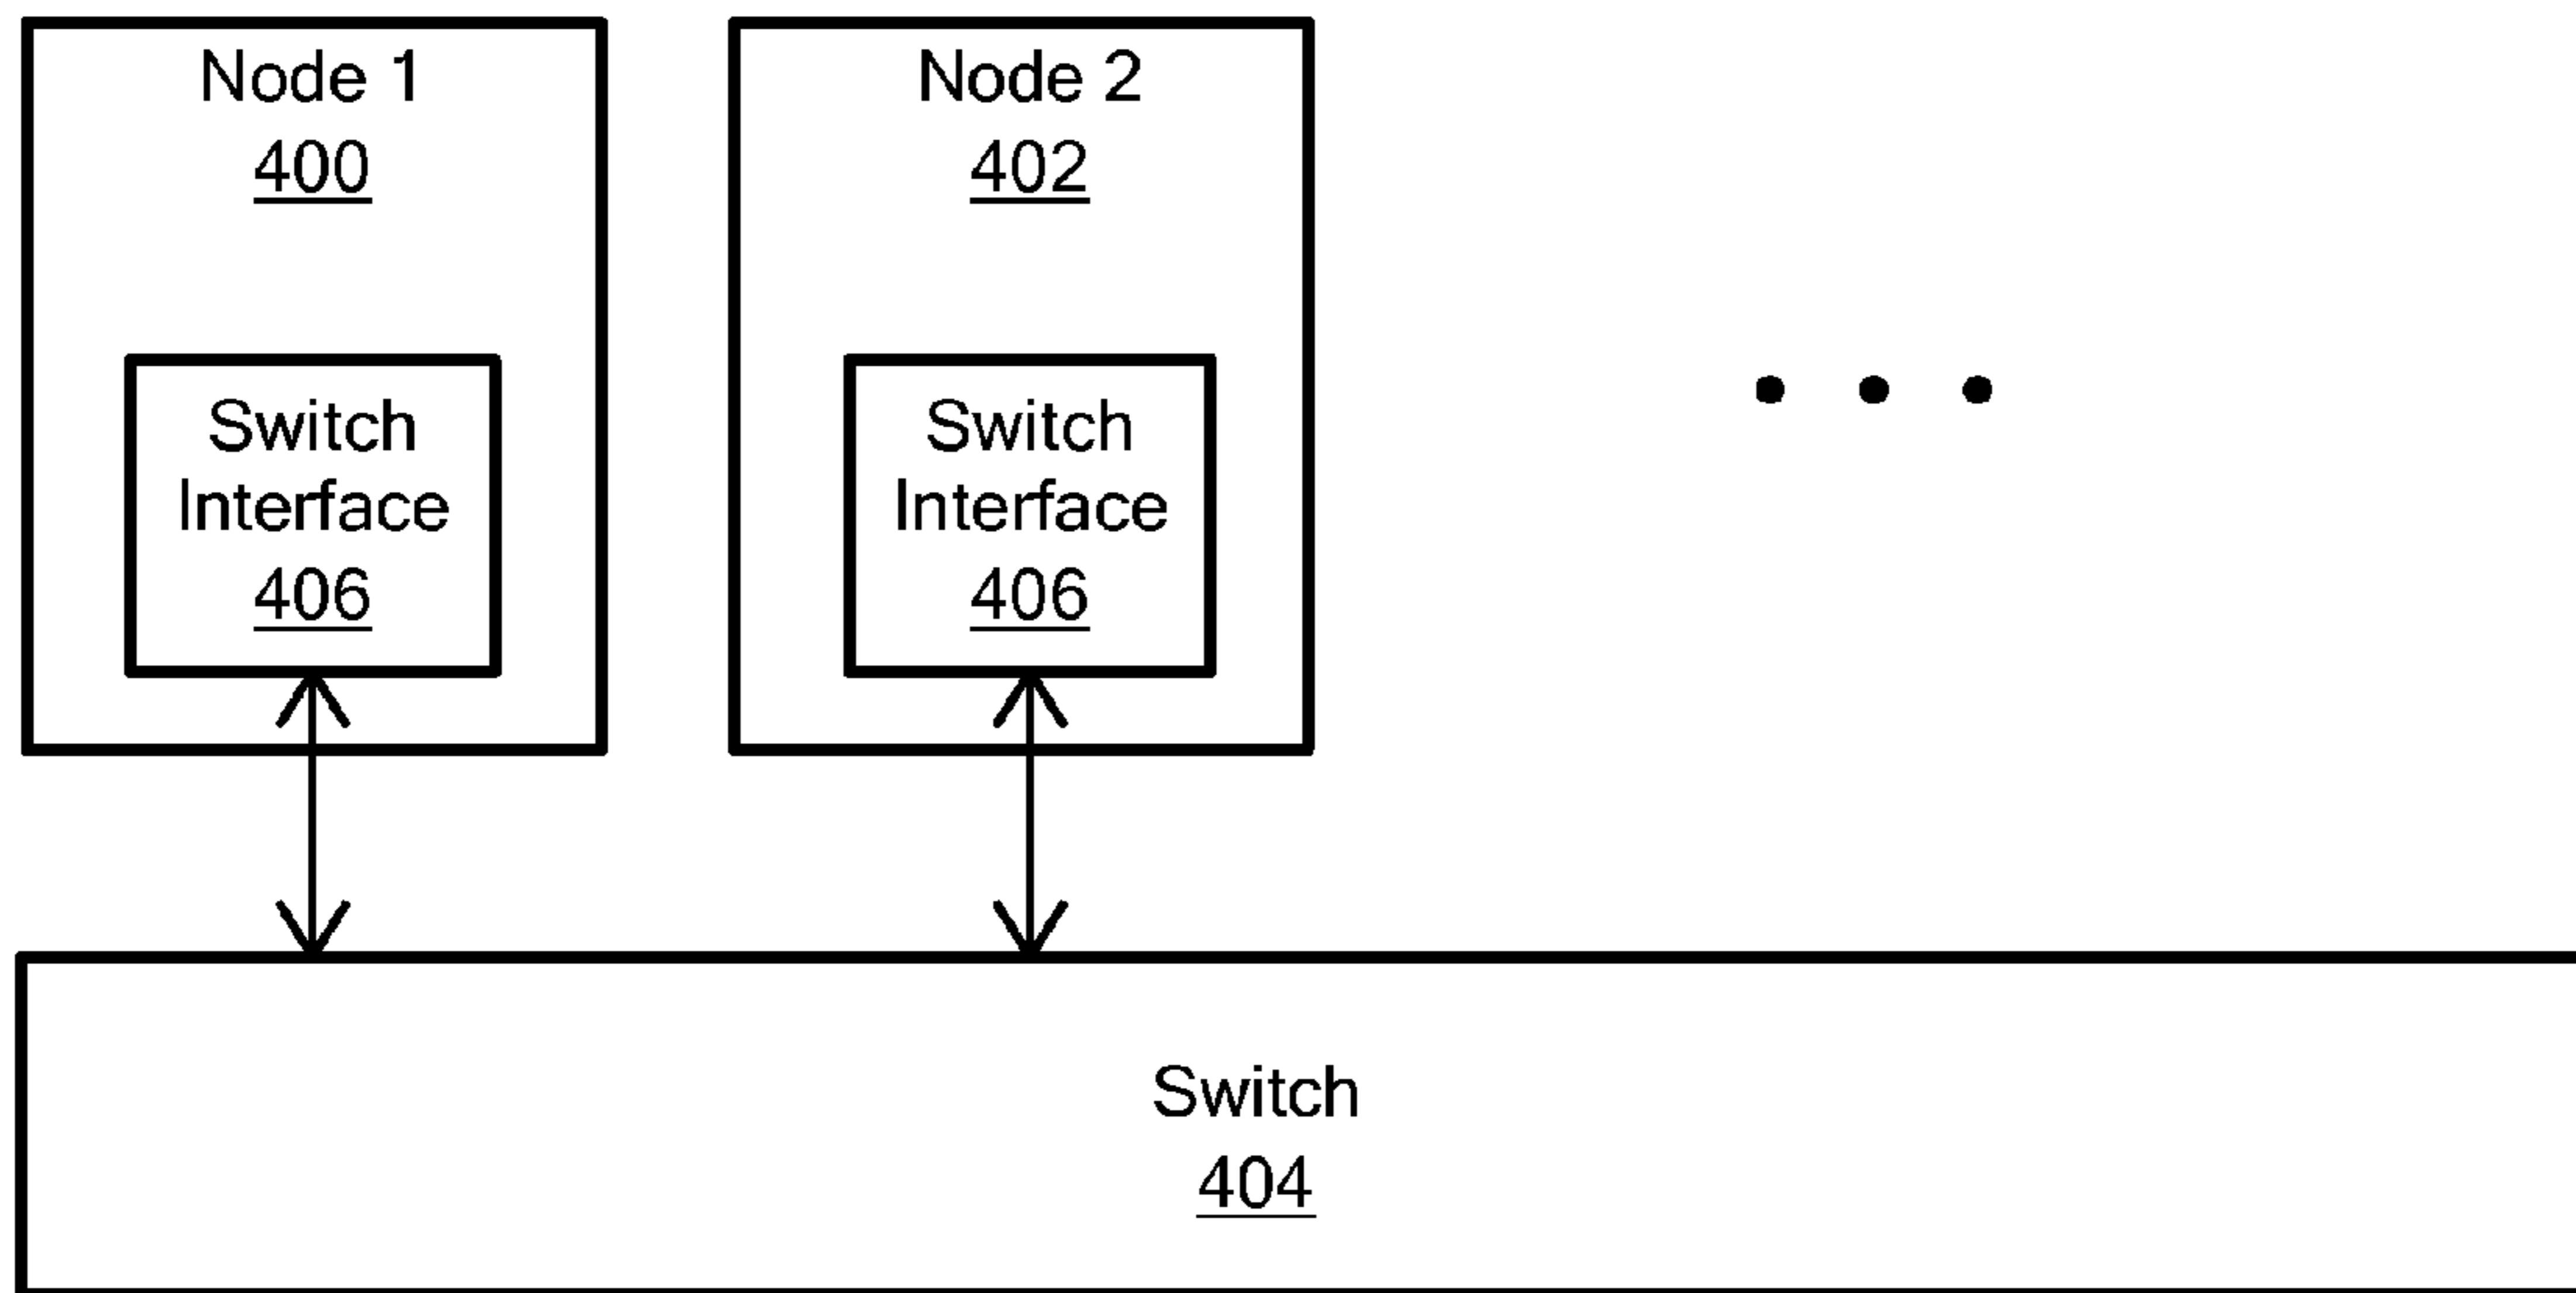 Node 1
400
Switch
Interface
406
Node 2
402
Switch
Interface
406
Switch
404